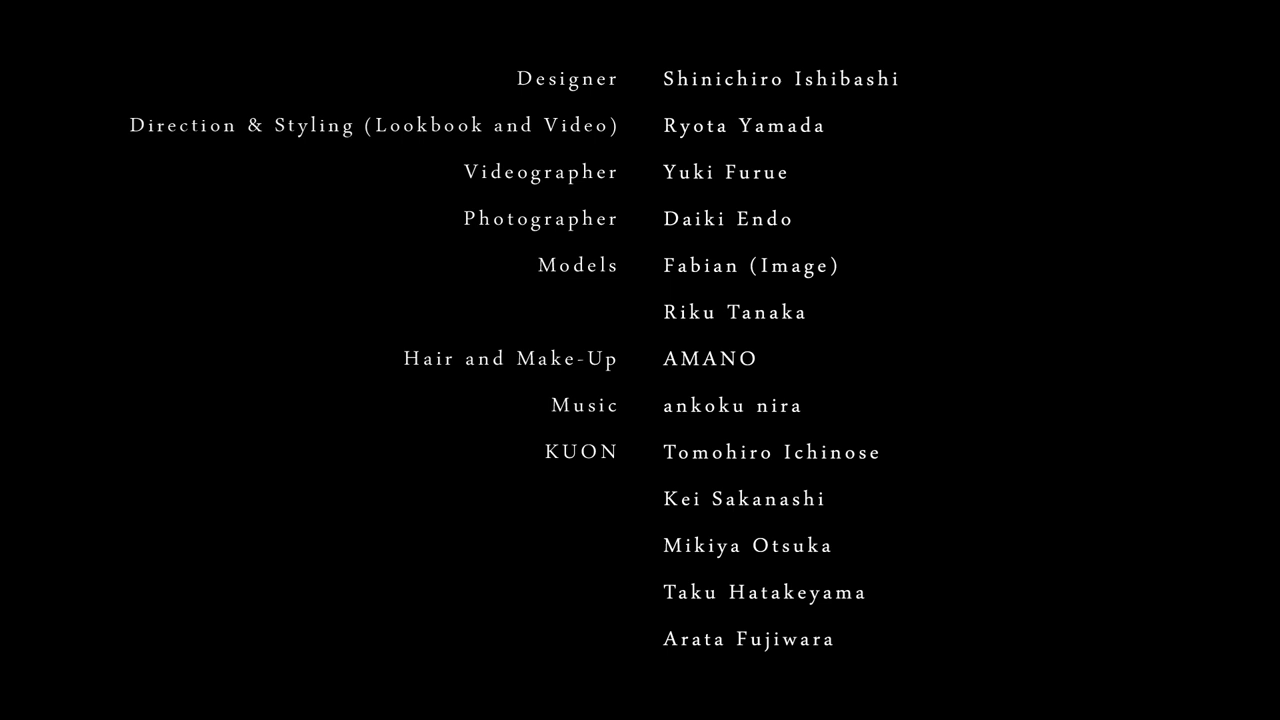 Designer Shinichiro Ishibashi
Direction & Styling (Lookbook and Video) Ryota Yamada
Videographer Yuki Furue
Photographer Daiki Endo
Models Fabian (Image)
Riku Tanaka
Hair and Make-Up AMANO
Music ankoku nira
KUON Tomohiro Ichinose
Kei Sakanashi
Mikiya Otsuka
Taku Hatakeyama
Arata Fujiwara